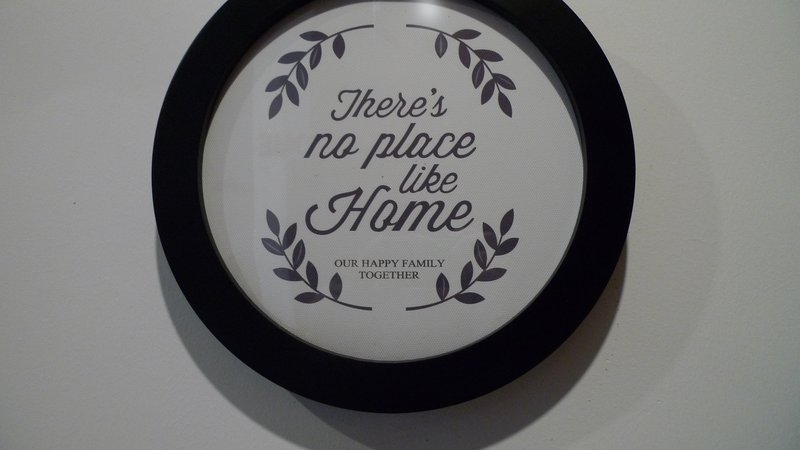 There's
no place
like
Home
OUR HAPPY FAMILY
TOGETHER